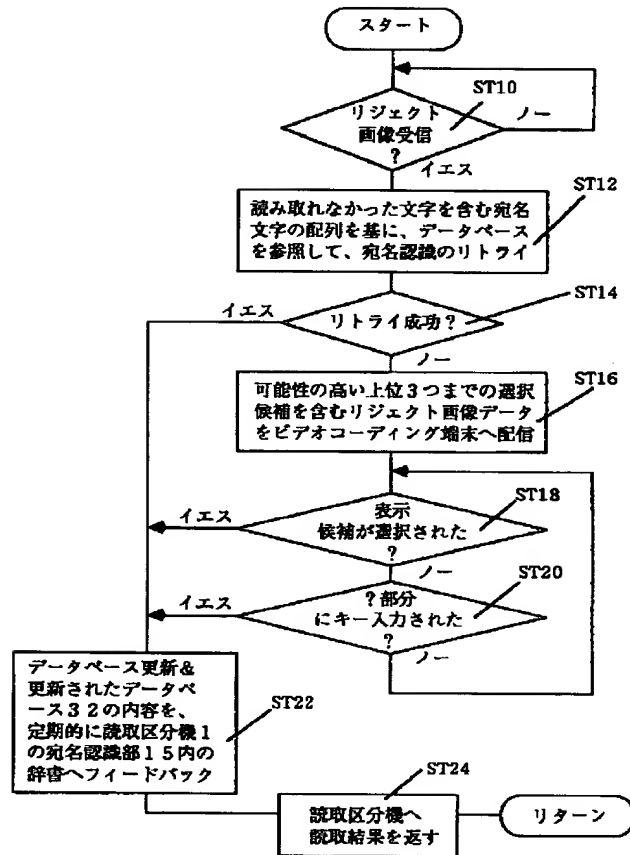 スタート
ST10
リジェクト
画像受信
?
ノー
イエス
ST12
読み取れなかった文字を含む宛名
文字の配列を基に、データベース
を参照して、宛名認識のリトライ
ST14
イエス
リトライ成功?
ノー
ST16
可能性の高い上位3つまでの選択
候補を含むリジェクト画像データ
をビデオコーディング端末へ配信
ST18
イエス
表示
候補が選択された
?
ノー
ST20
イエス
?部分
にキー入力された
?
ノー
データベース更新&
更新されたデータベ
ース32の内容を、
定期的に読取区分機1
の宛名認識部15内の
辞書へフィードバック
ST22
ST24
読取区分機へ
読取結果を返す
リターン